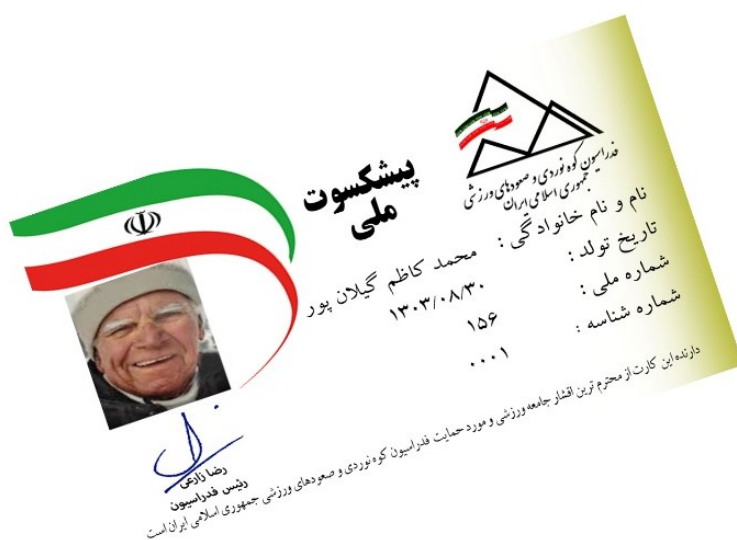 فدراسیون کوه نوردی و صعودهای ورزشی
جمهوری اسلامی ایران
پیشکسوت
ملی
نام و نام خانوادگی : محمد کاظم گیلان پور
تاریخ تولد : ۱۳۰۳/۰۸/۳۰
شماره ملی : ۱۵۶
شماره شناسه : ۰۰۰۱
رضا زارعی
رئیس فدراسیون
دارنده این کارت از محترم ترین اقشار جامعه ورزشی و مورد حمایت فدراسیون کوه نوردی و صعودهای ورزشی جمهوری اسلامی ایران است